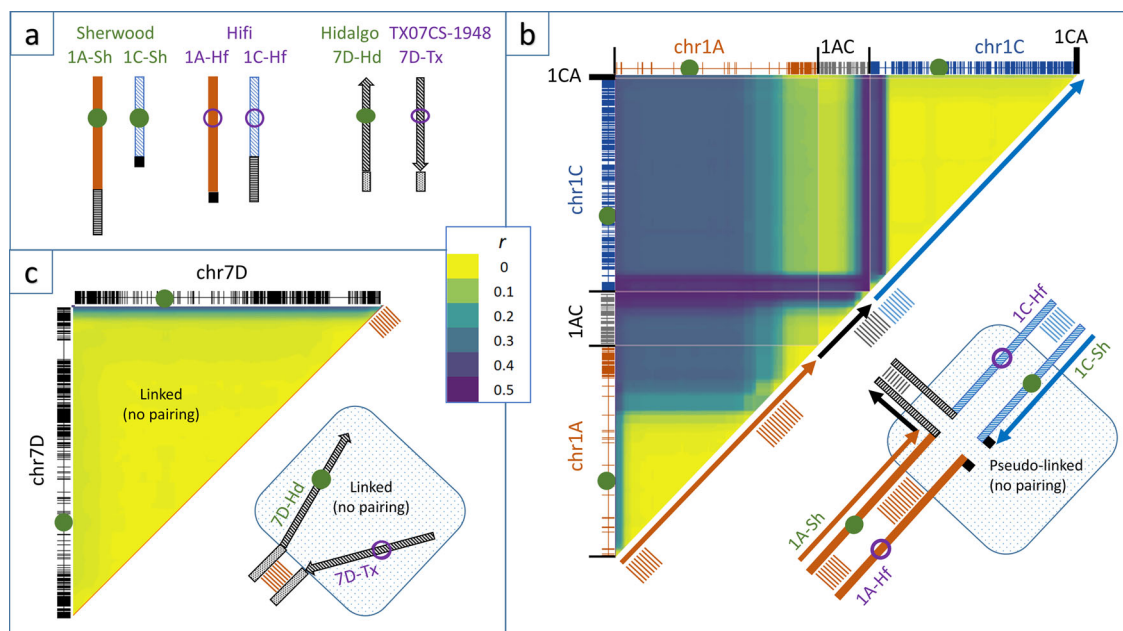 a
Sherwood
1A-Sh 1C-Sh
Hifi
1A-Hf 1C-Hf
Hidalgo
7D-Hd
TX07CS-1948
7D-Tx
b
chr1A
1AC
chr1C
1CA
1CA
chr1C
1AC
chr1A
1C-Hf
1C-Sh
Pseudo-linked
(no pairing)
1A-Sh
1A-Hf
r
0
0.1
0.2
0.3
0.4
0.5
c
chr7D
chr7D
Linked
(no pairing)
7D-Hd
Linked
(no pairing)
7D-Tx